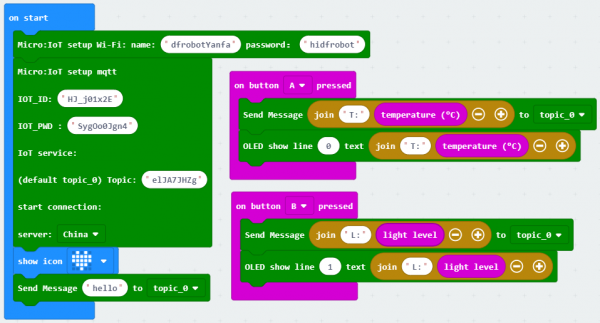 on start
Micro:IoT setup Wi-Fi: name: "dfrobotYanfa" password: "hidfrobot"
Micro:IoT setup mqtt
IOT_ID: "HJ_j01x2E"
IOT_PWD : "SygOo0Jgn4"
IoT service:
(default topic_0) Topic: "elJA7JHZg"
start connection:
server: China
show icon
Send Message "hello" to topic_0
on button A pressed
Send Message join "T:" temperature (°C) to topic_0
OLED show line 0 text join "T:" temperature (°C)
on button B pressed
Send Message join "L:" light level to topic_0
OLED show line 1 text join "L:" light level